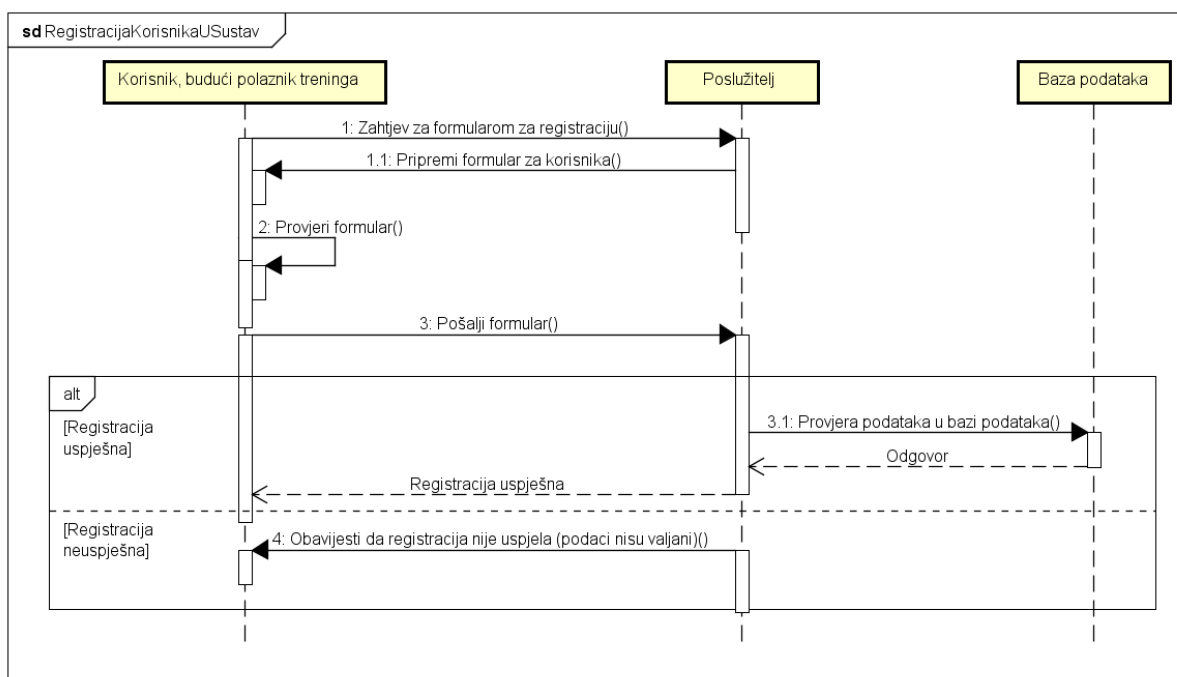 sd RegistracijaKorisnikaUSustav
Korisnik, budući polaznik treninga
Poslužitelj
Baza podataka
1: Zahtjev za formularom za registraciju()
1.1: Pripremi formular za korisnika()
2: Provjeri formular()
3: Pošalji formular()
alt
[Registracija
uspješna]
3.1: Provjera podataka u bazi podataka()
Odgovor
Registracija uspješna
[Registracija
neuspješna]
4: Obavijesti da registracija nije uspjela (podaci nisu valjani)()